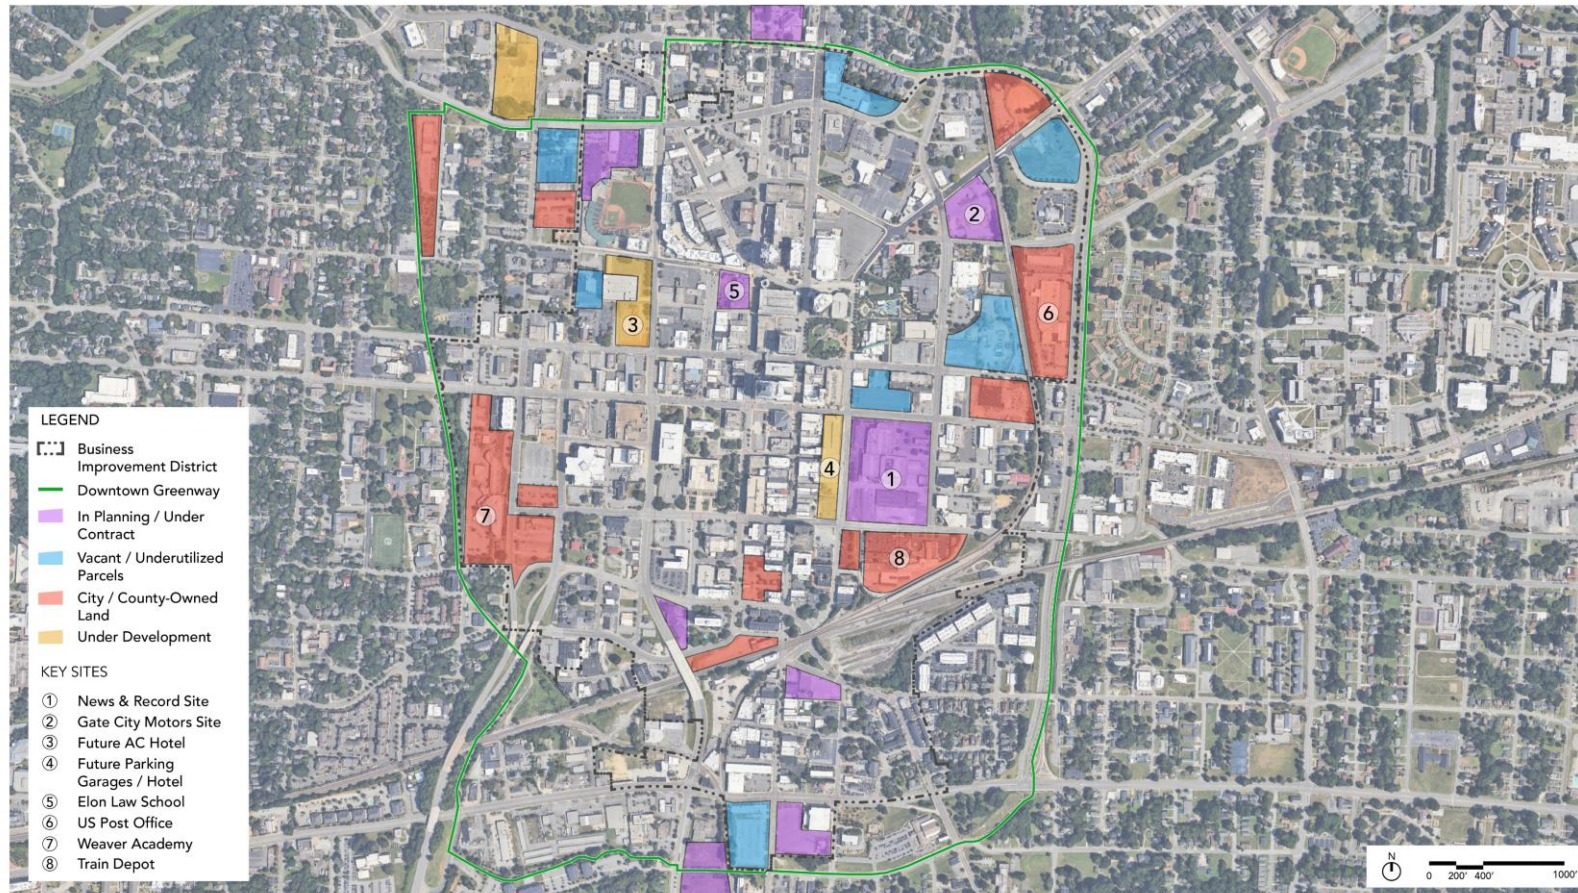 2
5
6
3
4
1
7
8
LEGEND
Business
Improvement District
Downtown Greenway
In Planning / Under
Contract
Vacant / Underutilized
Parcels
City / County-Owned
Land
Under Development
KEY SITES
1 News & Record Site
2 Gate City Motors Site
3 Future AC Hotel
4 Future Parking
Garages / Hotel
5 Elon Law School
6 US Post Office
7 Weaver Academy
8 Train Depot
N
0 200' 400' 1000'